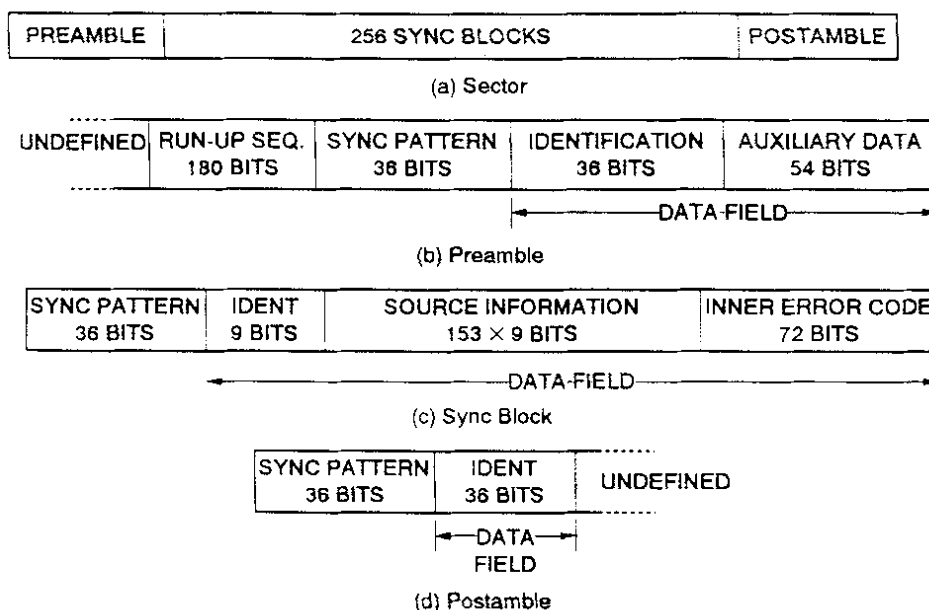 PREAMBLE 256 SYNC BLOCKS POSTAMBLE
(a) Sector
UNDEFINED RUN-UP SEQ. SYNC PATTERN IDENTIFICATION AUXILIARY DATA
180 BITS 36 BITS 36 BITS 54 BITS
DATA-FIELD
(b) Preamble
SYNC PATTERN IDENT SOURCE INFORMATION INNER ERROR CODE
36 BITS 9 BITS 153 × 9 BITS 72 BITS
DATA-FIELD
(c) Sync Block
SYNC PATTERN IDENT UNDEFINED
36 BITS 36 BITS
DATA
FIELD
(d) Postamble